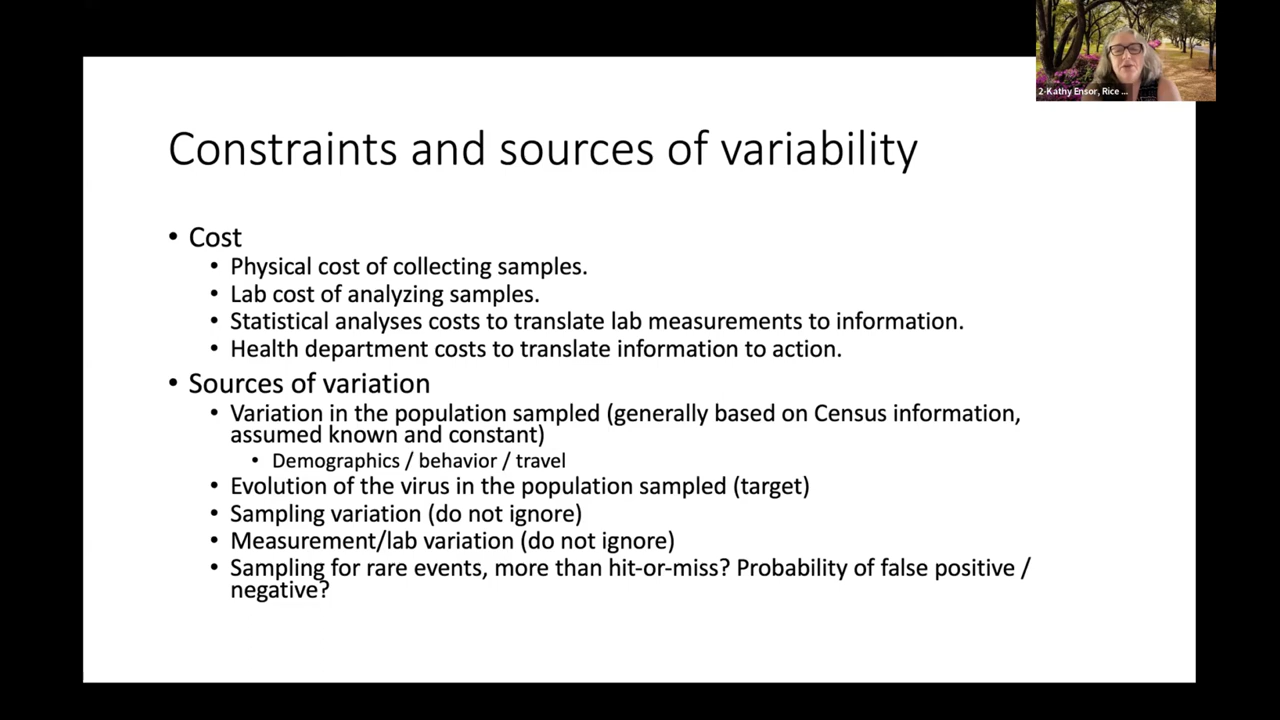 2-Kathy Ensor, Rice ...
Constraints and sources of variability
• Cost
• Physical cost of collecting samples.
• Lab cost of analyzing samples.
• Statistical analyses costs to translate lab measurements to information.
• Health department costs to translate information to action.
• Sources of variation
• Variation in the population sampled (generally based on Census information,
assumed known and constant)
• Demographics / behavior / travel
• Evolution of the virus in the population sampled (target)
• Sampling variation (do not ignore)
• Measurement/lab variation (do not ignore)
• Sampling for rare events, more than hit-or-miss? Probability of false positive /
negative?